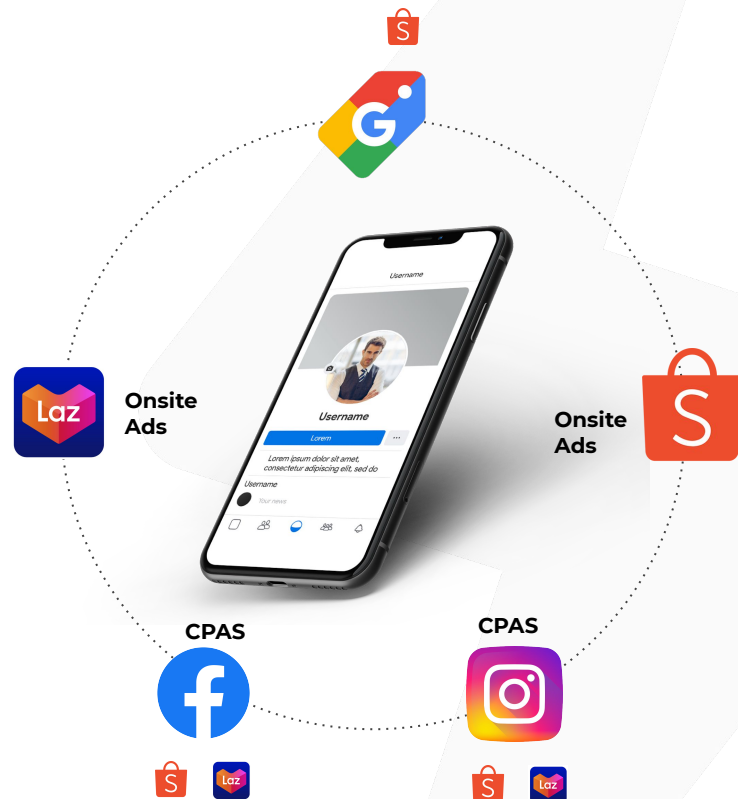 S
G
Username
Laz
Onsite
Ads
Username
Lorem
Lorem ipsum dolor sit amet,
consectetur adipiscing elit, sed do
Username
Your news
Onsite
Ads
S
CPAS
CPAS
f
S
Laz
S
Laz